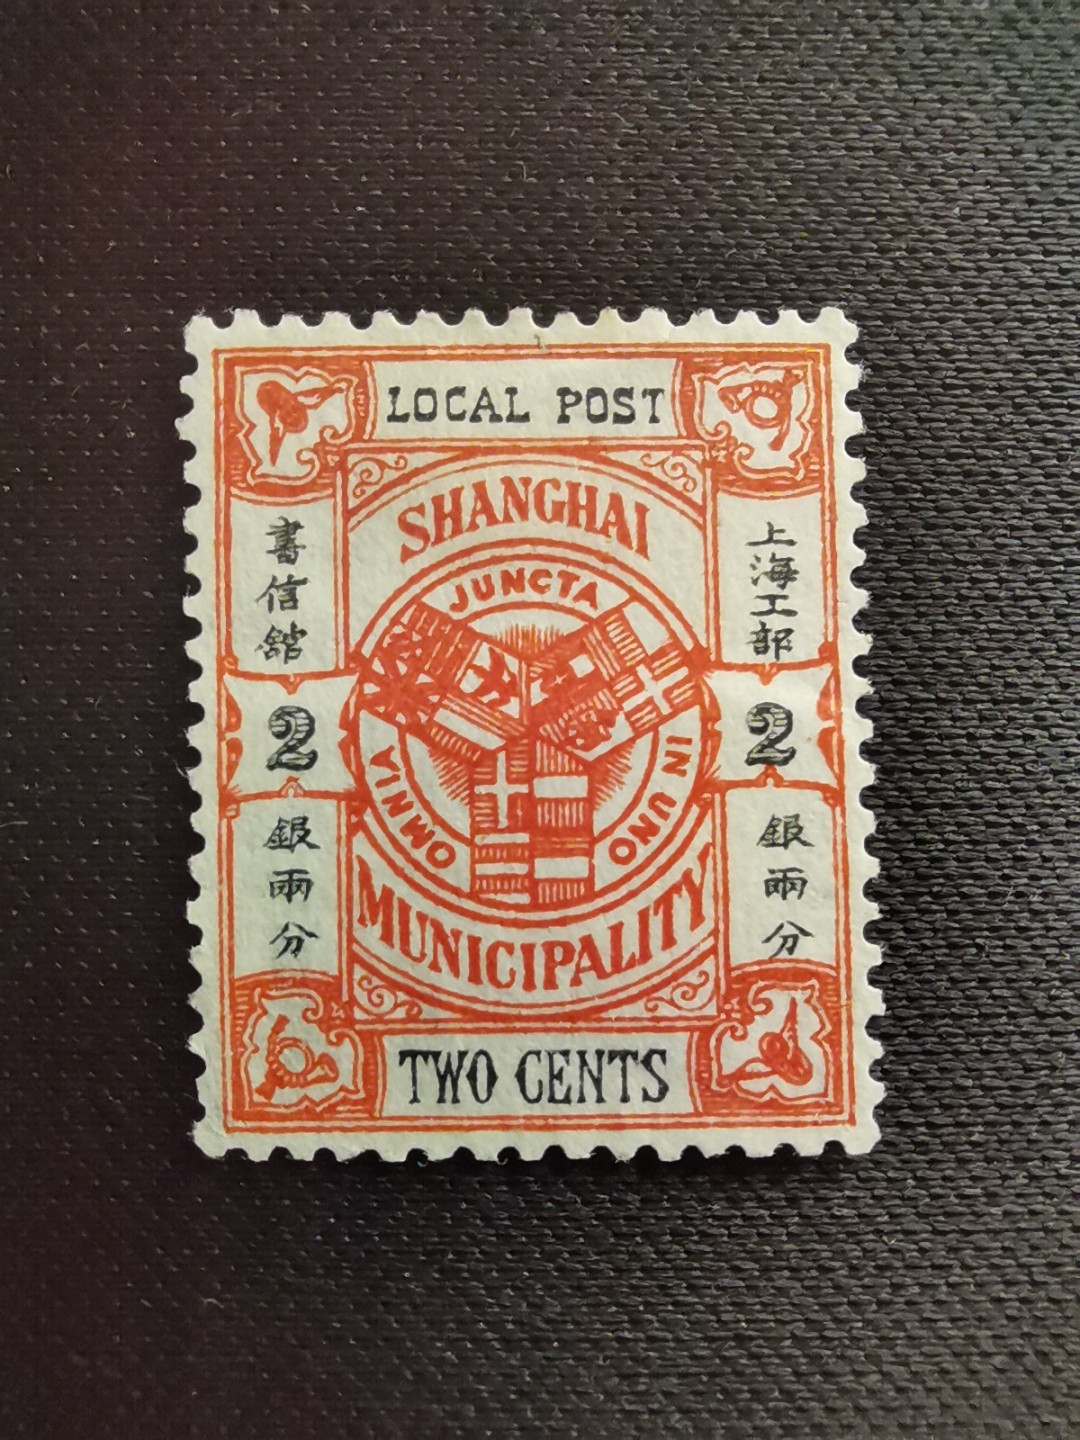 LOCAL POST
SHANGHAI
JUNCTA IN UNO OMNIA
MUNICIPALITY
上海工部
書信館
2
2
銀兩分
銀兩分
TWO CENTS